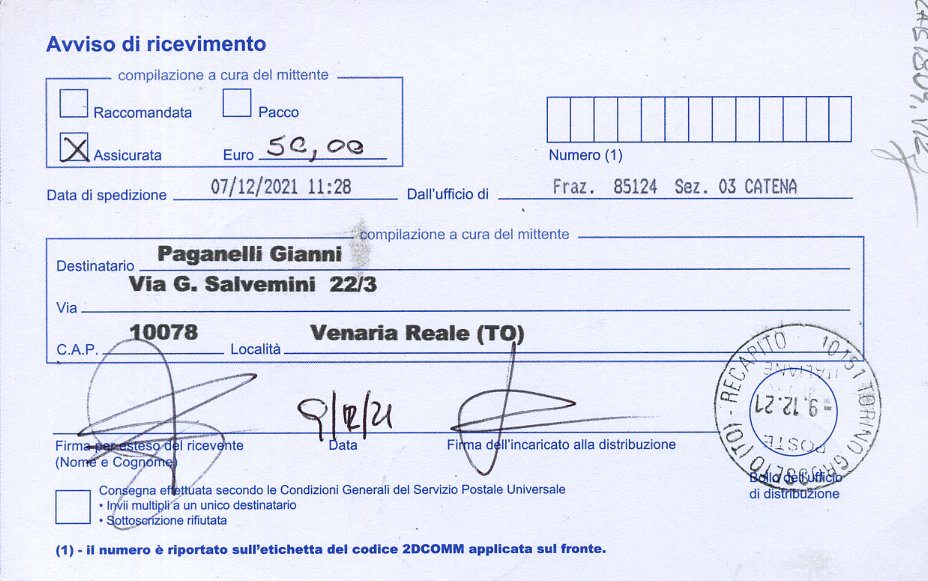 Avviso di ricevimento
compilazione a cura del mittente
Raccomandata Pacco
X Assicurata Euro 50,00
Numero (1)
Data di spedizione 07/12/2021 11:28 Dall'ufficio di Fraz. 85124 Sez. 03 CATENA
compilazione a cura del mittente
Destinatario Paganelli Gianni
Via G. Salvemini 22/3
Via
C.A.P. 10078 Località Venaria Reale (TO)
9/12/21
Firma per esteso del ricevente Data Firma dell'incaricato alla distribuzione
(Nome e Cognome)
10151 TORINO GROSSETO (TO) - RECAPITO
POSTE ITALIANE
9.12.21
Bollo dell'ufficio
di distribuzione
Consegna effettuata secondo le Condizioni Generali del Servizio Postale Universale
• Invii multipli a un unico destinatario
• Sottoscrizione rifiutata
(1) - il numero è riportato sull'etichetta del codice 2DCOMM applicata sul fronte.